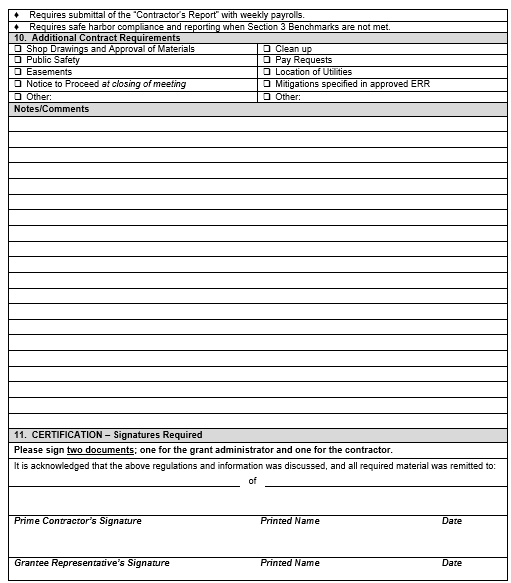 ♦ Requires submittal of the "Contractor's Report" with weekly payrolls.
♦ Requires safe harbor compliance and reporting when Section 3 Benchmarks are not met.
10. Additional Contract Requirements
❑ Shop Drawings and Approval of Materials ❑ Clean up
❑ Public Safety ❑ Pay Requests
❑ Easements ❑ Location of Utilities
❑ Notice to Proceed at closing of meeting ❑ Mitigations specified in approved ERR
❑ Other: ❑ Other:
Notes/Comments
11. CERTIFICATION – Signatures Required
Please sign two documents; one for the grant administrator and one for the contractor.
It is acknowledged that the above regulations and information was discussed, and all required material was remitted to:
of
Prime Contractor's Signature Printed Name Date
Grantee Representative's Signature Printed Name Date